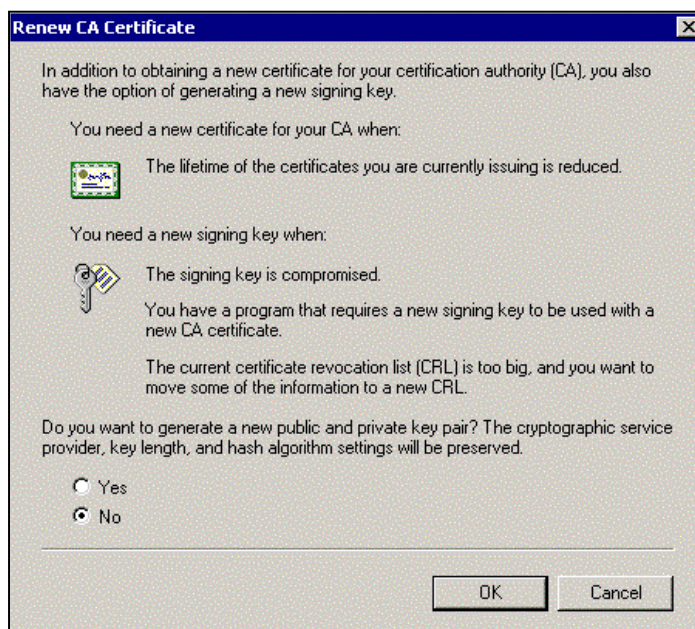 Renew CA Certificate
In addition to obtaining a new certificate for your certification authority (CA), you also
have the option of generating a new signing key.
You need a new certificate for your CA when:
The lifetime of the certificates you are currently issuing is reduced.
You need a new signing key when:
The signing key is compromised.
You have a program that requires a new signing key to be used with a
new CA certificate.
The current certificate revocation list (CRL) is too big, and you want to
move some of the information to a new CRL.
Do you want to generate a new public and private key pair? The cryptographic service
provider, key length, and hash algorithm settings will be preserved.
Yes
No
OK
Cancel